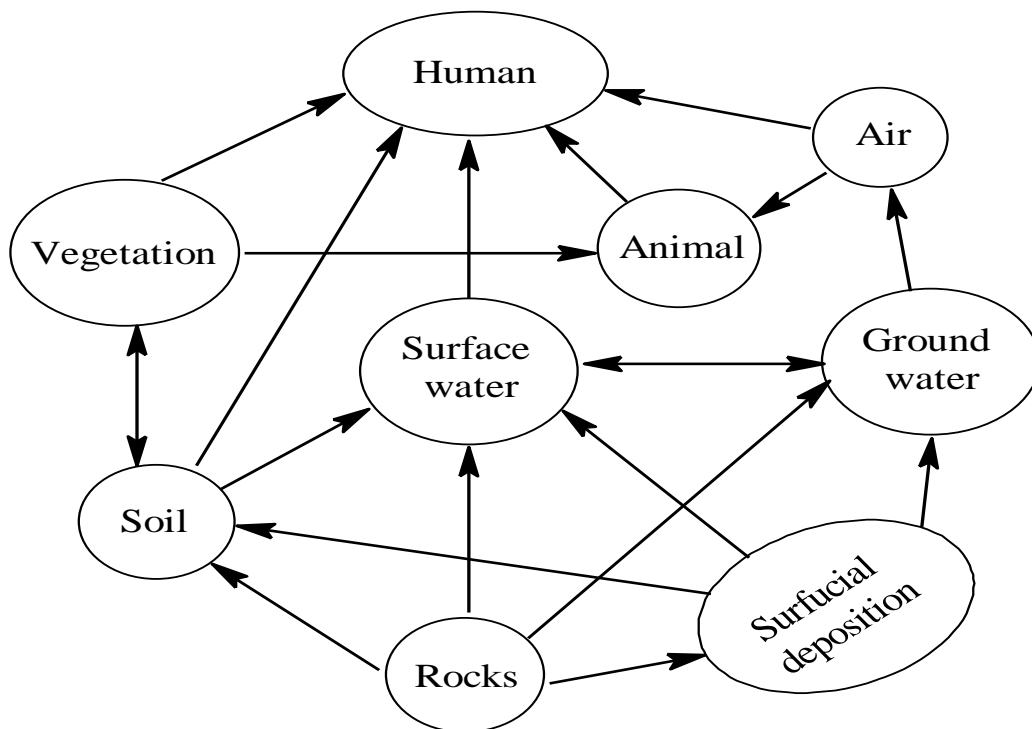 Human
Air
Vegetation
Animal
Surface
water
Ground
water
Soil
Surfucial
deposition
Rocks